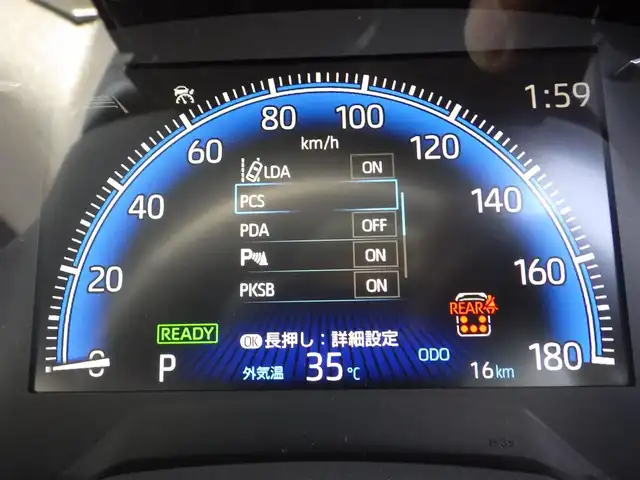 1:59
0
20
40
60
80
100
120
140
160
180
km/h
LDA ON
PCS
PDA OFF
P ON
PKSB ON
REAR
READY
OK 長押し：詳細設定
P
外気温 35℃
ODO 16km